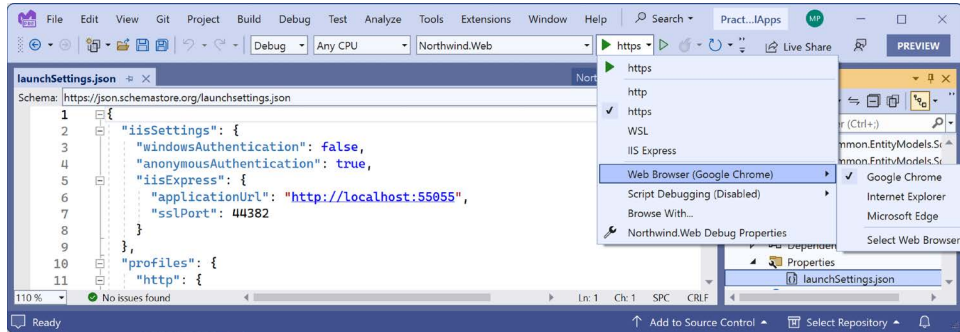 File Edit View Git Project Build Debug Test Analyze Tools Extensions Window Help Search Pract...lApps MP
Debug Any CPU Northwind.Web https Live Share PREVIEW
launchSettings.json
Schema: https://json.schemastore.org/launchsettings.json
1 {
2 "iisSettings": {
3 "windowsAuthentication": false,
4 "anonymousAuthentication": true,
5 "iisExpress": {
6 "applicationUrl": "http://localhost:55055",
7 "sslPort": 44382
8 }
9 },
10 "profiles": {
11 "http": {
110 % No issues found Ln: 1 Ch: 1 SPC CRLF
https
http
https
WSL
IIS Express
Web Browser (Google Chrome)
Script Debugging (Disabled)
Browse With...
Northwind.Web Debug Properties
(Ctrl+;)
Google Chrome
Internet Explorer
Microsoft Edge
Select Web Browser
Properties
launchSettings.json
Ready Add to Source Control Select Repository